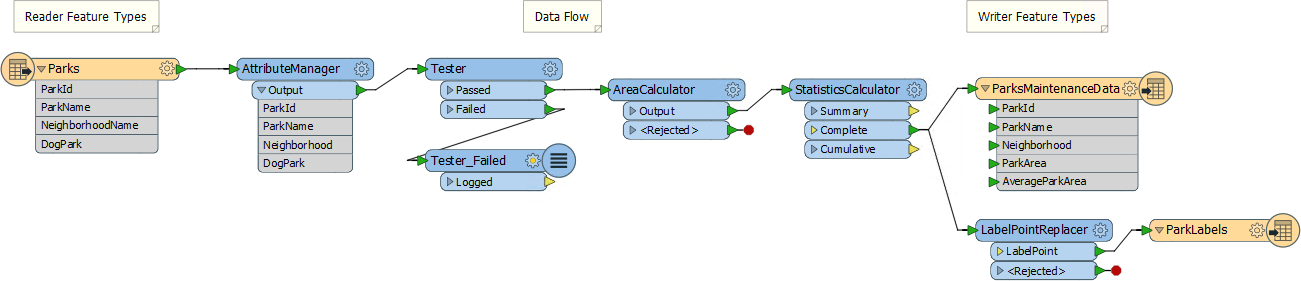 Reader Feature Types
Data Flow
Writer Feature Types
Parks
ParkId
ParkName
NeighborhoodName
DogPark
AttributeManager
Output
ParkId
ParkName
Neighborhood
DogPark
Tester
Passed
Failed
Tester_Failed
Logged
AreaCalculator
Output
<Rejected>
StatisticsCalculator
Summary
Complete
Cumulative
ParksMaintenanceData
ParkId
ParkName
Neighborhood
ParkArea
AverageParkArea
LabelPointReplacer
LabelPoint
<Rejected>
ParkLabels